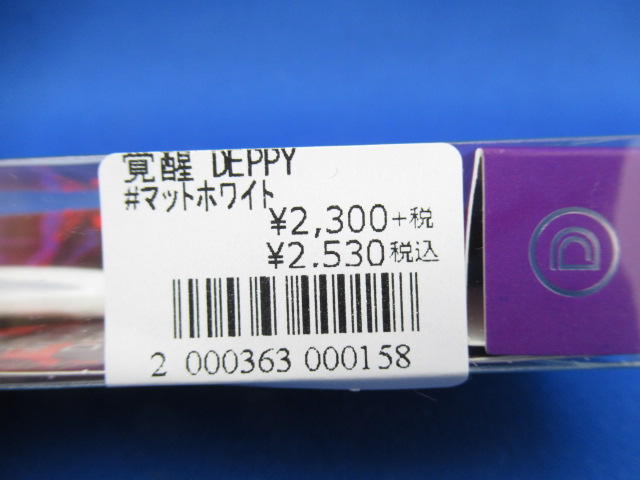 覚醒 DEPPY
#マットホワイト
¥2,300+税
¥2.530税込
2 000363 000158
D